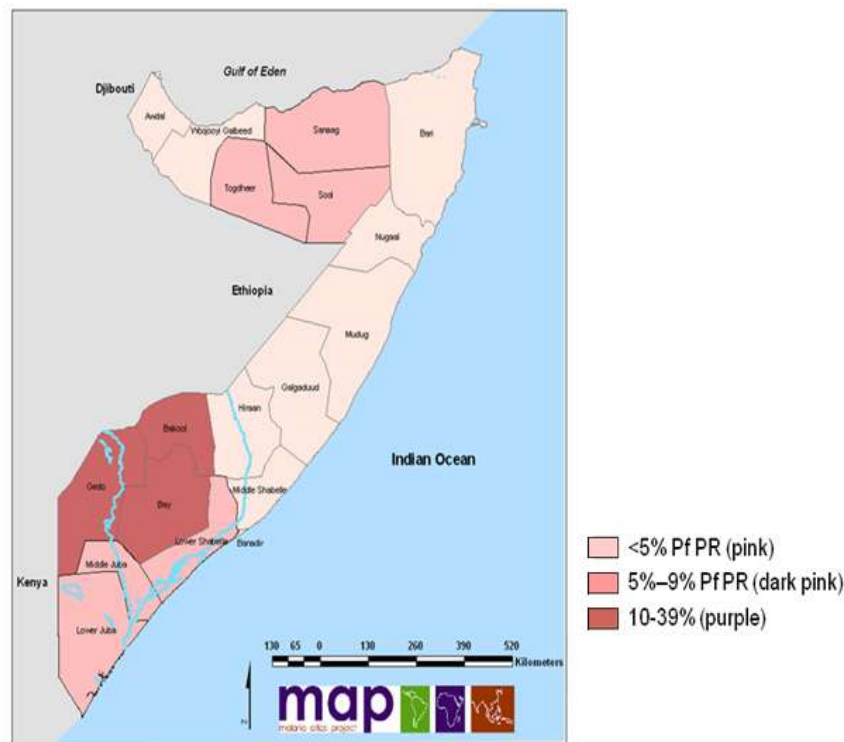 Gulf of Eden
Djibouti
Awdal
Wooqooyi Galbeed
Sanaag
Bari
Togdheer
Sool
Nugaal
Ethiopia
Mudug
Galgaduud
Hiraan
Bakool
Indian Ocean
Gedo
Bay
Middle Shabelle
Lower Shabelle
Banadir
Middle Juba
Kenya
Lower Juba
<5% Pf PR (pink)
5%–9% Pf PR (dark pink)
10-39% (purple)
130 65 0 130 260 390 520
Kilometers
N
map
malaria atlas project